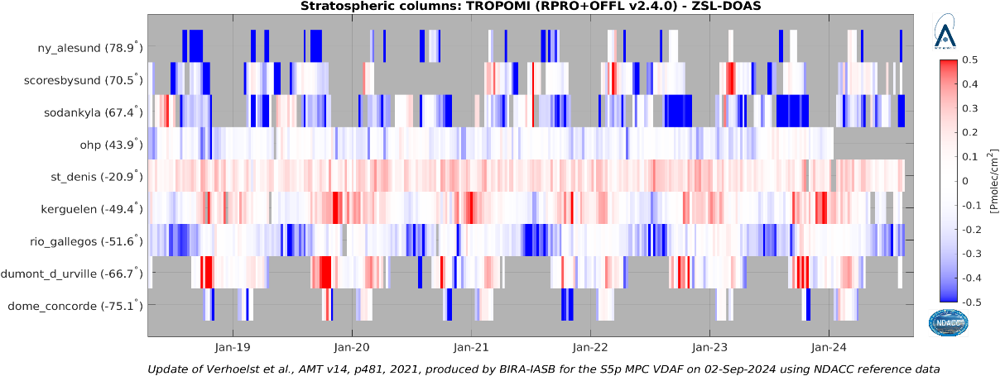 Stratospheric columns: TROPOMI (RPRO+OFFL v2.4.0) - ZSL-DOAS
ny_alesund (78.9°)
scoresbysund (70.5°)
sodankyla (67.4°)
ohp (43.9°)
st_denis (-20.9°)
kerguelen (-49.4°)
rio_gallegos (-51.6°)
dumont_d_urville (-66.7°)
dome_concorde (-75.1°)
Jan-19 Jan-20 Jan-21 Jan-22 Jan-23 Jan-24
0.5
0.4
0.3
0.2
0.1
0
-0.1
-0.2
-0.3
-0.4
-0.5
[Pmolec/cm²]
NDACC
Update of Verhoelst et al., AMT v14, p481, 2021, produced by BIRA-IASB for the S5p MPC VDAF on 02-Sep-2024 using NDACC reference data